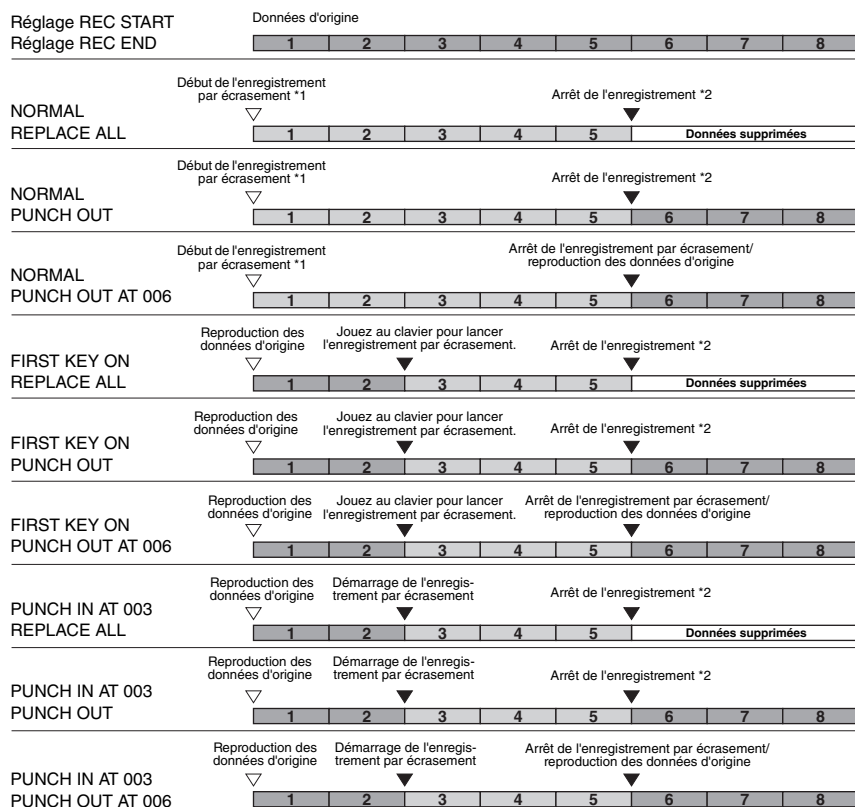 Réglage REC START
Réglage REC END
Données d'origine
1 2 3 4 5 6 7 8
NORMAL
REPLACE ALL
Début de l'enregistrement
par écrasement *1
Arrêt de l'enregistrement *2
1 2 3 4 5 Données supprimées
NORMAL
PUNCH OUT
Début de l'enregistrement
par écrasement *1
Arrêt de l'enregistrement *2
1 2 3 4 5 6 7 8
NORMAL
PUNCH OUT AT 006
Début de l'enregistrement
par écrasement *1
Arrêt de l'enregistrement par écrasement/
reproduction des données d'origine
1 2 3 4 5 6 7 8
FIRST KEY ON
REPLACE ALL
Reproduction des
données d'origine
Jouez au clavier pour lancer
l'enregistrement par écrasement.
Arrêt de l'enregistrement *2
1 2 3 4 5 Données supprimées
FIRST KEY ON
PUNCH OUT
Reproduction des
données d'origine
Jouez au clavier pour lancer
l'enregistrement par écrasement.
Arrêt de l'enregistrement *2
1 2 3 4 5 6 7 8
FIRST KEY ON
PUNCH OUT AT 006
Reproduction des
données d'origine
Jouez au clavier pour lancer
l'enregistrement par écrasement.
Arrêt de l'enregistrement par écrasement/
reproduction des données d'origine
1 2 3 4 5 6 7 8
PUNCH IN AT 003
REPLACE ALL
Reproduction des
données d'origine
Démarrage de l'enregis-
trement par écrasement
Arrêt de l'enregistrement *2
1 2 3 4 5 Données supprimées
PUNCH IN AT 003
PUNCH OUT
Reproduction des
données d'origine
Démarrage de l'enregis-
trement par écrasement
Arrêt de l'enregistrement *2
1 2 3 4 5 6 7 8
PUNCH IN AT 003
PUNCH OUT AT 006
Reproduction des
données d'origine
Démarrage de l'enregis-
trement par écrasement
Arrêt de l'enregistrement par écrasement/
reproduction des données d'origine
1 2 3 4 5 6 7 8